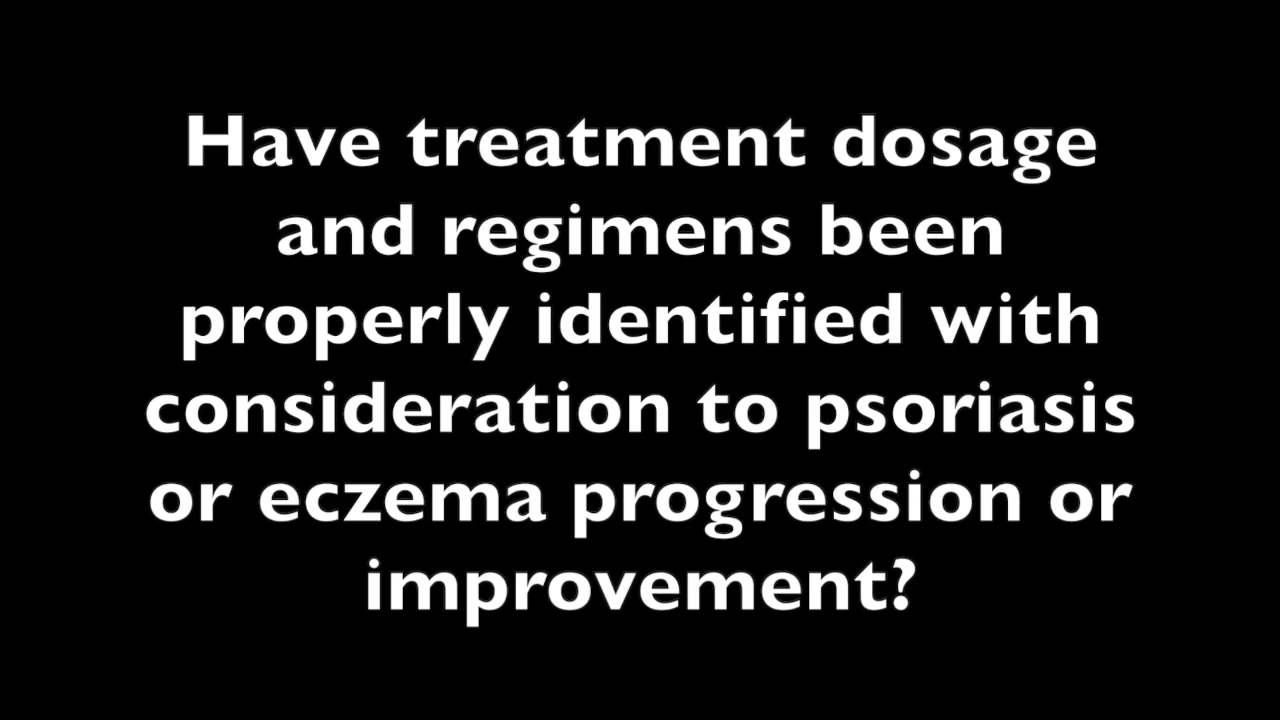 Have treatment dosage
and regimens been
properly identified with
consideration to psoriasis
or eczema progression or
improvement?